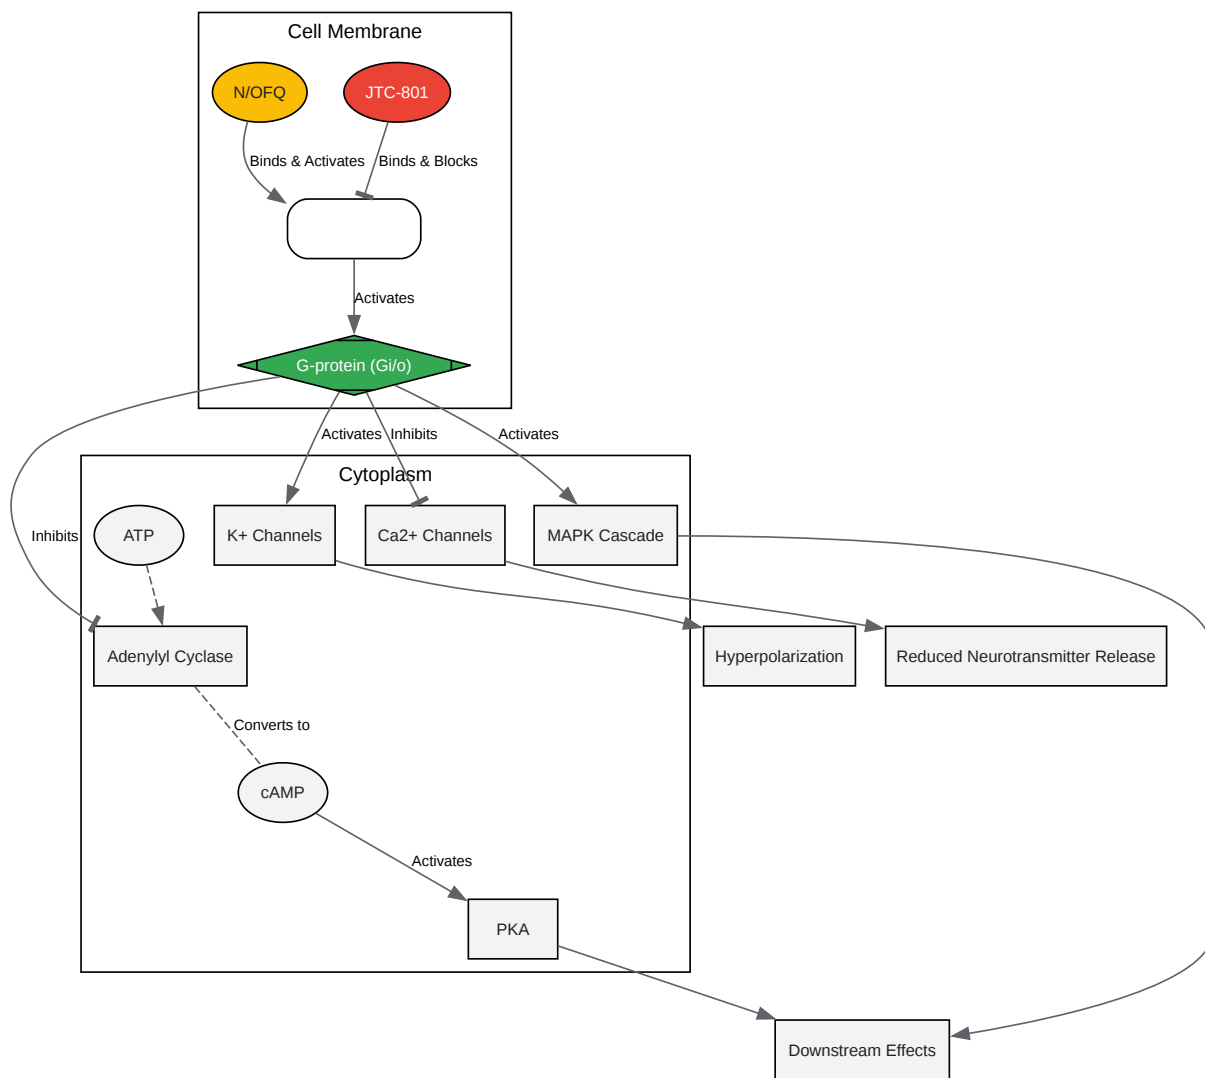 Cell Membrane
N/OFQ
JTC-801
Binds & Activates
Binds & Blocks
Activates
G-protein (Gi/o)
Activates
Inhibits
Activates
Cytoplasm
Inhibits
ATP
K+ Channels
Ca2+ Channels
MAPK Cascade
Adenylyl Cyclase
Hyperpolarization
Reduced Neurotransmitter Release
Converts to
cAMP
Activates
PKA
Downstream Effects